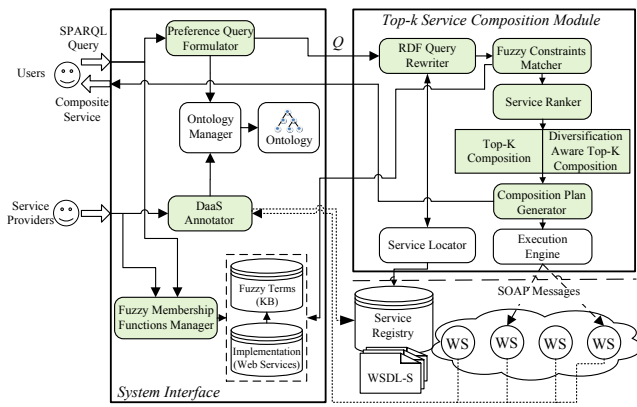 SPARQL
Query
Users
Composite
Service
Service
Providers
Preference Query
Formulator
Ontology
Manager
Ontology
DaaS
Annotator
Fuzzy Membership
Functions Manager
Fuzzy Terms
(KB)
Implementation
(Web Services)
System Interface
Q
Top-k Service Composition Module
RDF Query
Rewriter
Fuzzy Constraints
Matcher
Service Ranker
Top-K
Composition
Diversification
Aware Top-K
Composition
Composition Plan
Generator
Service Locator
Execution
Engine
SOAP Messages
Service
Registry
WSDL-S
WS
WS
WS
WS